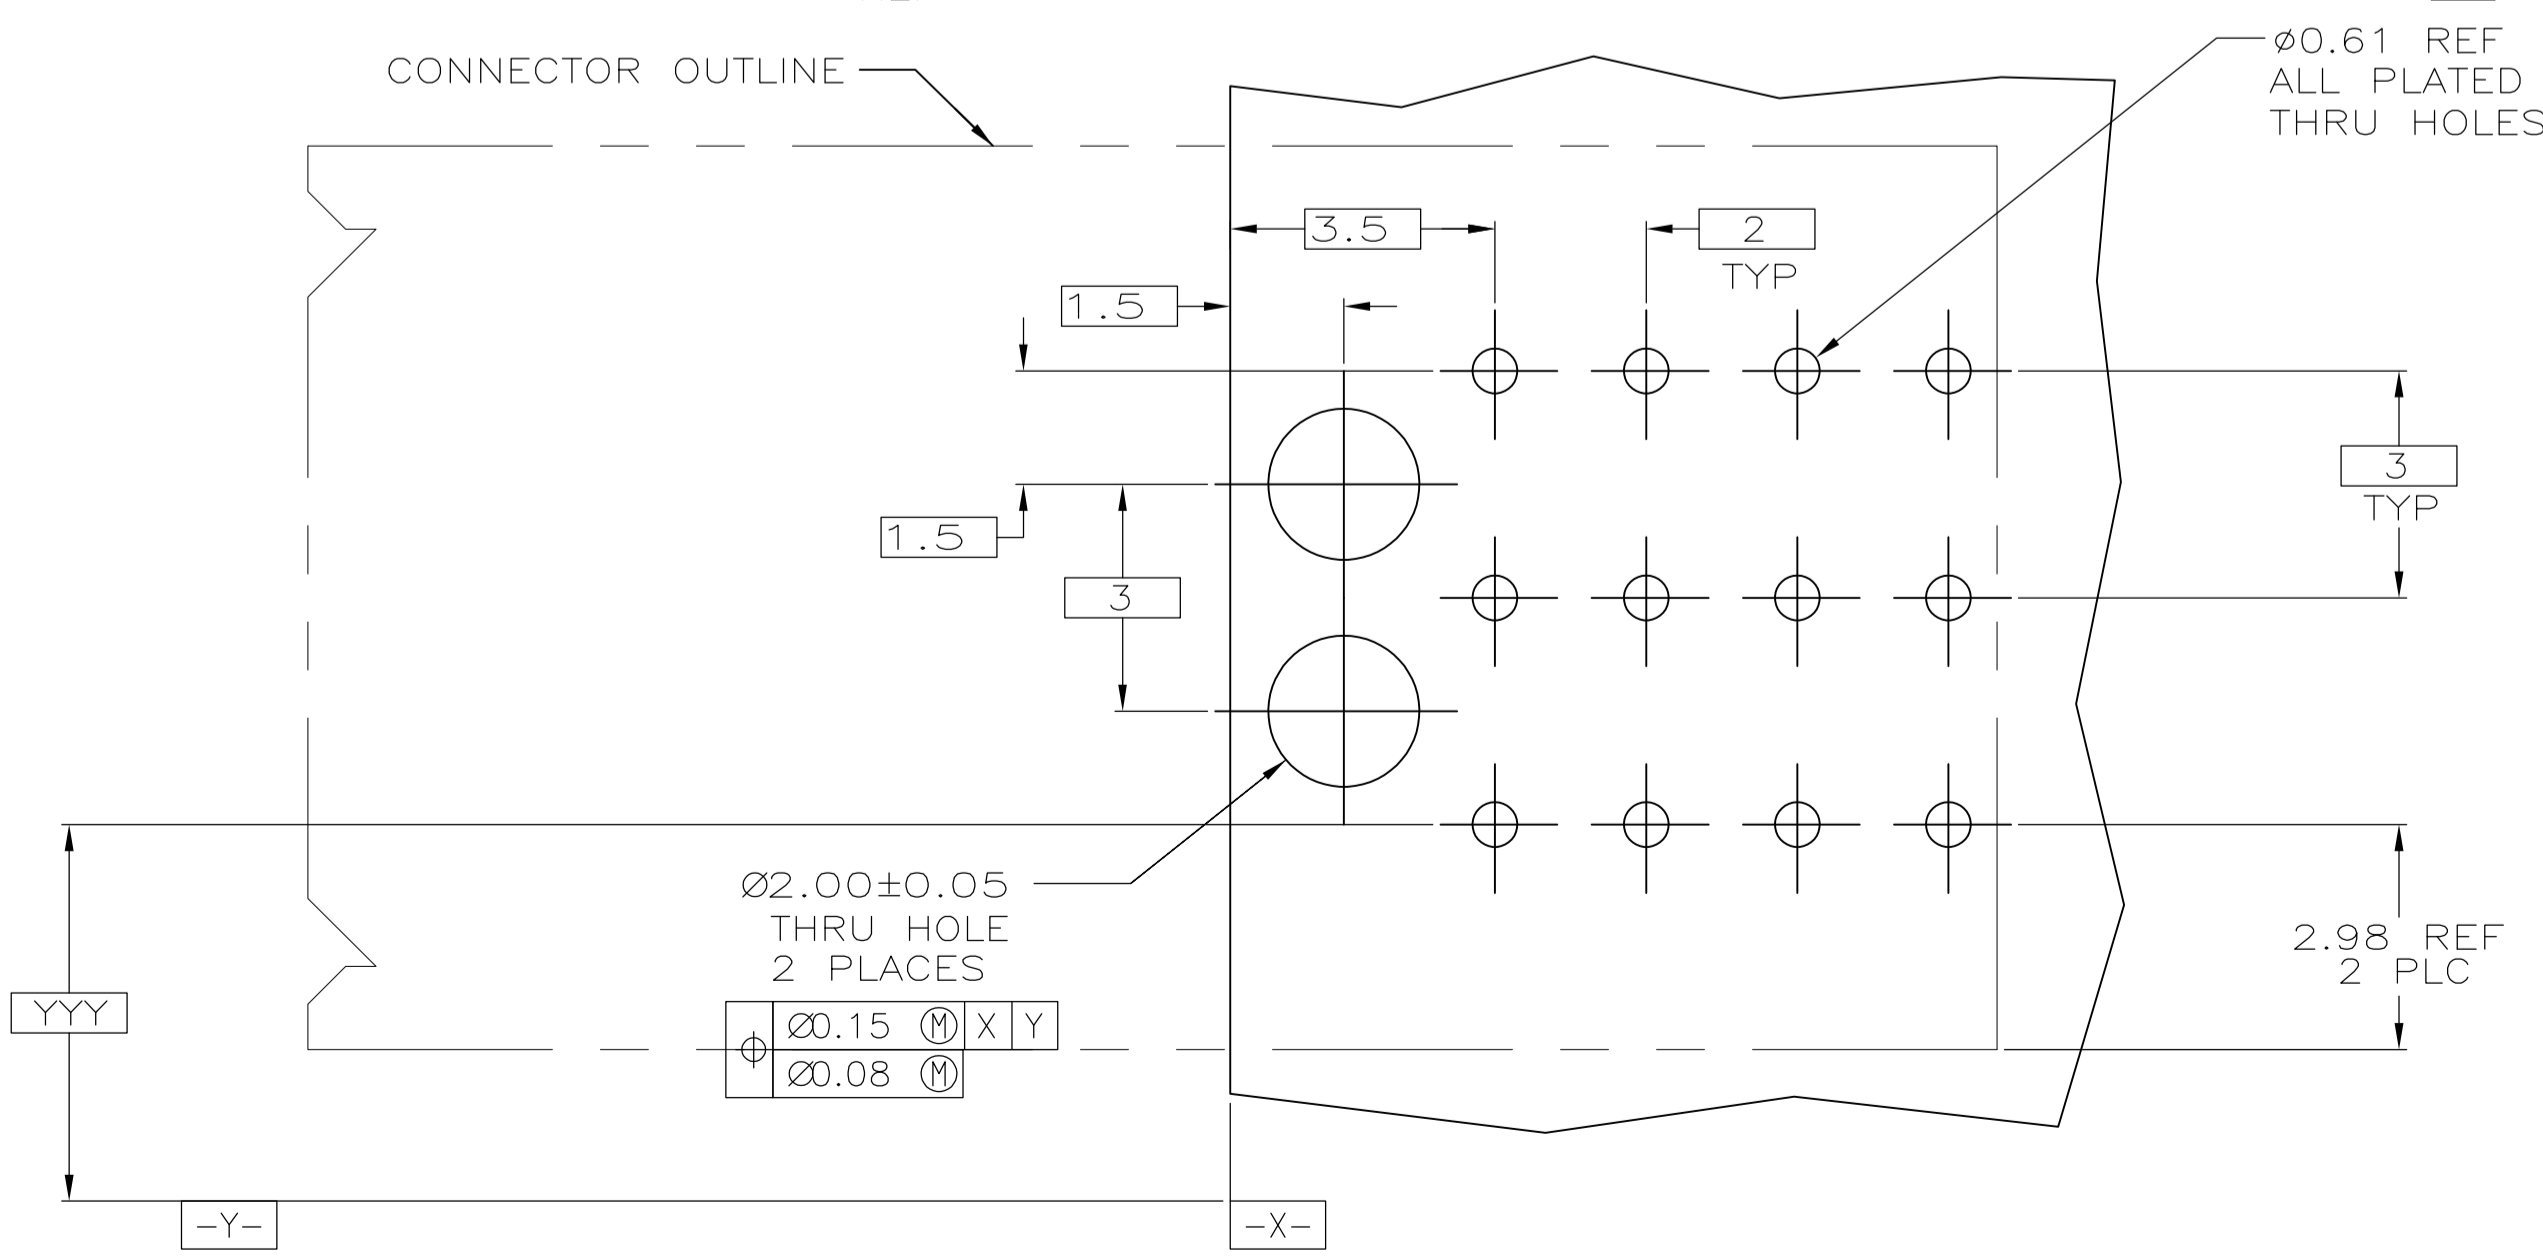 CONNECTOR OUTLINE
ø0.61 REF
ALL PLATED
THRU HOLES
3.5
2
TYP
1.5
3
TYP
1.5
3
Ø2.00±0.05
THRU HOLE
2 PLACES
Ø0.15 Ⓜ X Y
Ø0.08 Ⓜ
2.98 REF
2 PLC
YYY
-Y-
-X-